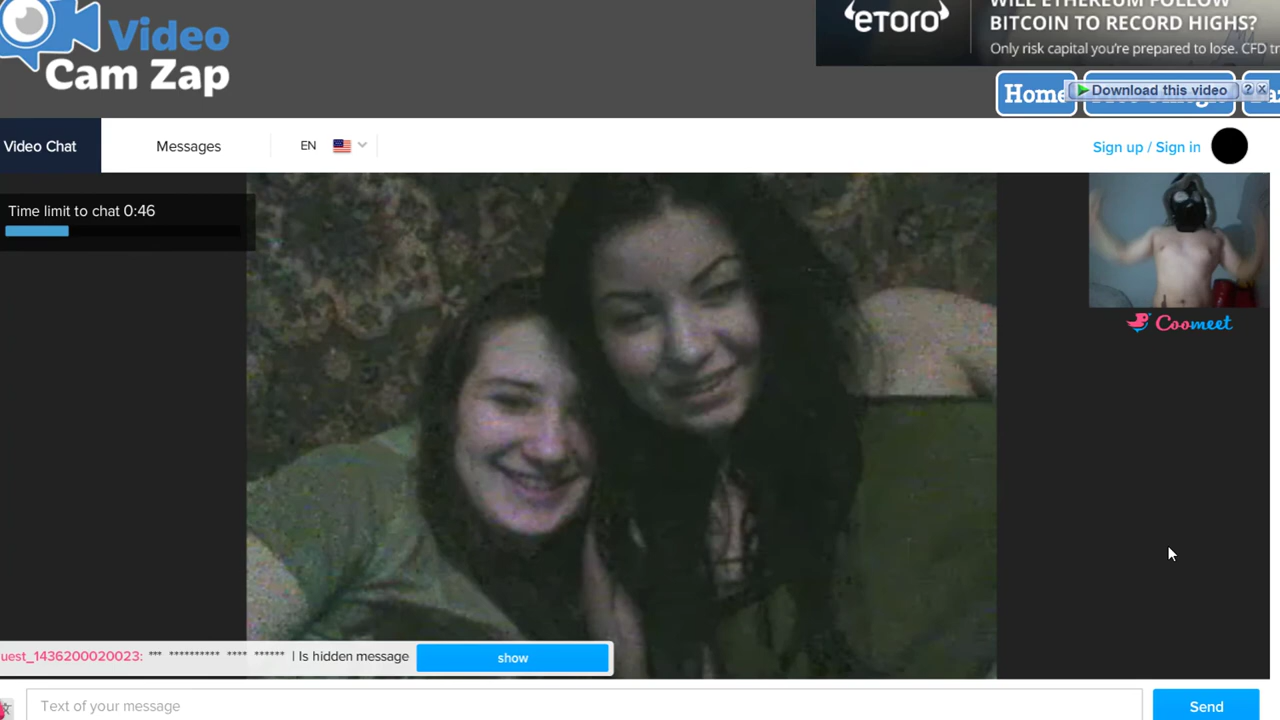 Video
Cam Zap
eToro
WILL ETHEREUM FOLLOW
BITCOIN TO RECORD HIGHS?
Only risk capital you're prepared to lose. CFD
Home
Download this video
Video Chat
Messages
EN
Sign up / Sign in
Time limit to chat 0:46
Coomeet
uest_1436200020023: *** ********** **** ****** | Is hidden message
show
Text of your message
Send